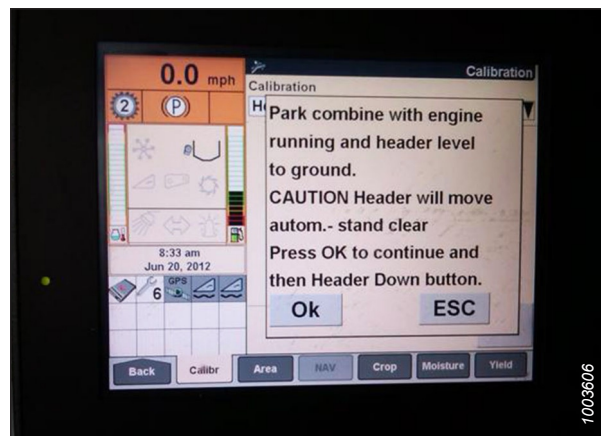 0.0 mph
Calibration
Calibration
2
P
He
Park combine with engine
running and header level
to ground.
CAUTION Header will move
autom.- stand clear
Press OK to continue and
then Header Down button.
Ok
ESC
8:33 am
Jun 20, 2012
6
GPS
Back
Calibr
Area
NAV
Crop
Moisture
Yield
1003606